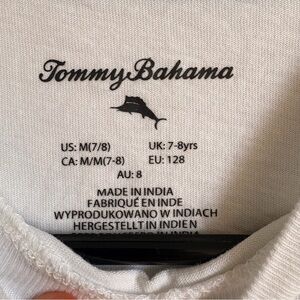 Tommy Bahama
US: M(7/8) UK: 7-8yrs
CA: M/M(7-8) EU: 128
AU: 8
MADE IN INDIA
FABRIQUÉ EN INDE
WYPRODUKOWANO W INDIACH
HERGESTELLT IN INDIEN